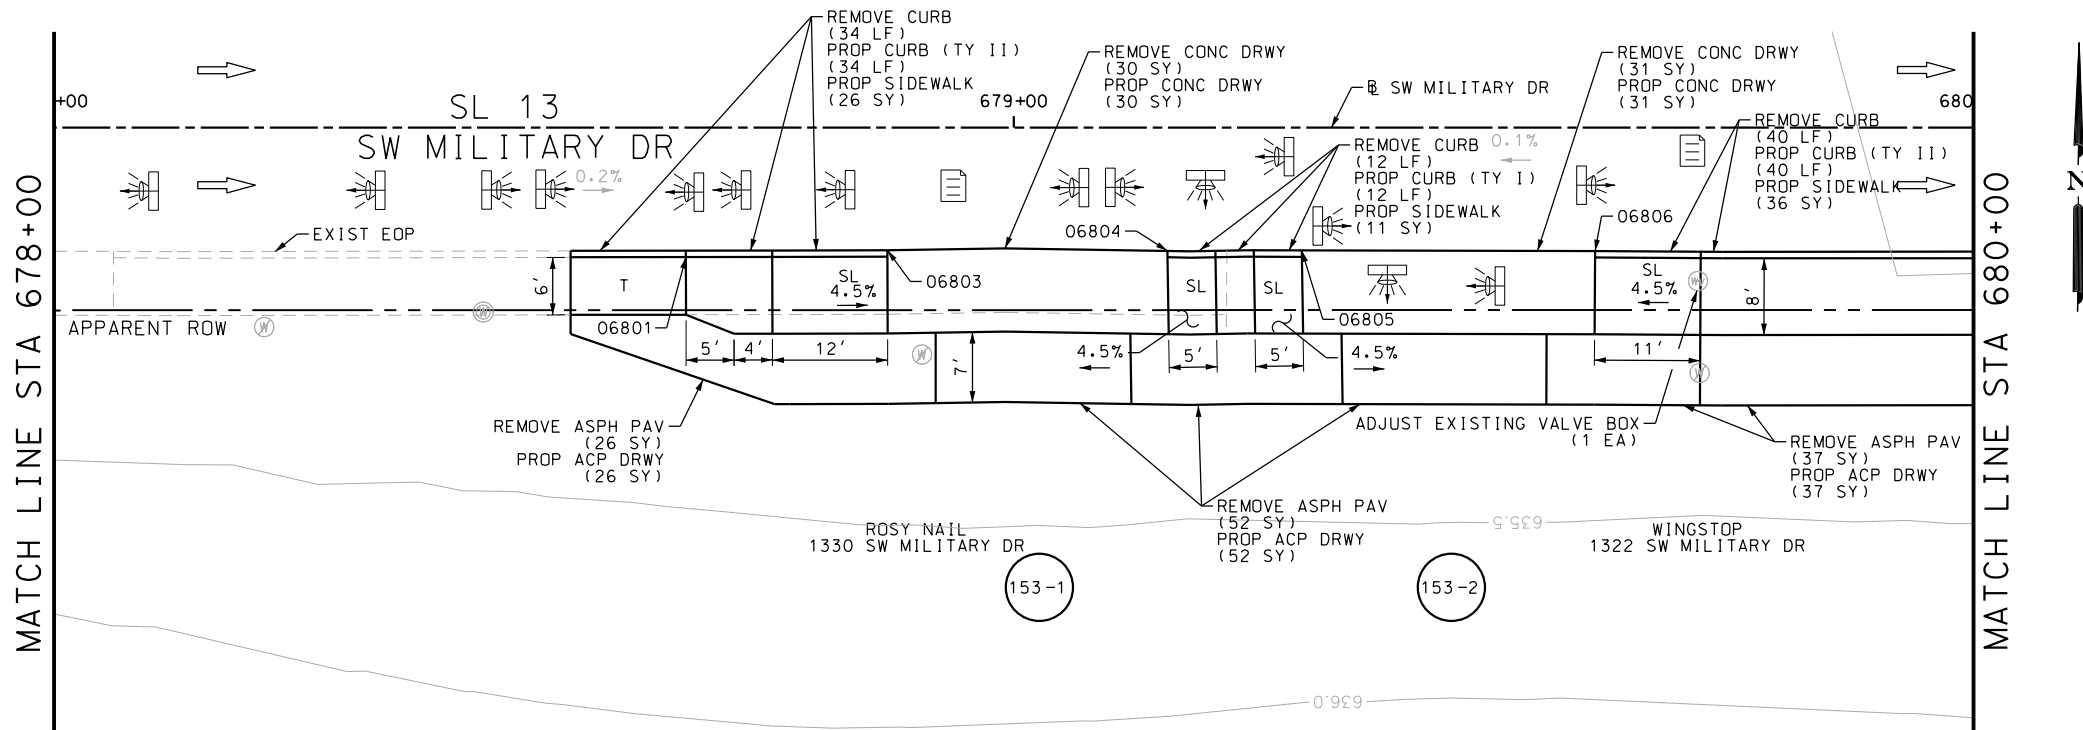 REMOVE CURB
(34 LF)
PROP CURB (TY II)
(34 LF)
PROP SIDEWALK
(26 SY)
REMOVE CONC DRWY
(30 SY)
PROP CONC DRWY
(30 SY)
REMOVE CONC DRWY
(31 SY)
PROP CONC DRWY
(31 SY)
+00
SL 13
679+00
℄ SW MILITARY DR
680
SW MILITARY DR
REMOVE CURB
(12 LF)
PROP CURB (TY I)
(12 LF)
PROP SIDEWALK
(11 SY)
0.1%
REMOVE CURB
(40 LF)
PROP CURB (TY II)
(40 LF)
PROP SIDEWALK
(36 SY)
0.2%
N
MATCH LINE STA 678+00
MATCH LINE STA 680+00
EXIST EOP
06804
06806
6'
T
SL
4.5%
06803
SL
SL
SL
4.5%
8'
W
W
W
APPARENT ROW
06801
06805
5'
4'
12'
W
7'
4.5%
5'
5'
4.5%
11'
W
REMOVE ASPH PAV
(26 SY)
PROP ACP DRWY
(26 SY)
ADJUST EXISTING VALVE BOX
(1 EA)
REMOVE ASPH PAV
(37 SY)
PROP ACP DRWY
(37 SY)
REMOVE ASPH PAV
(52 SY)
PROP ACP DRWY
(52 SY)
635.5
ROSY NAIL
1330 SW MILITARY DR
WINGSTOP
1322 SW MILITARY DR
153-1
153-2
636.0